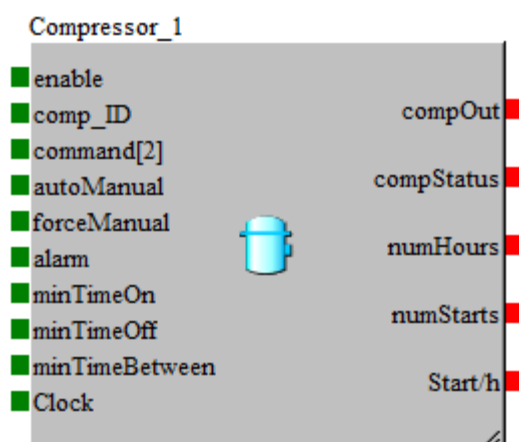 Compressor_1
enable
comp_ID
command[2]
autoManual
forceManual
alarm
minTimeOn
minTimeOff
minTimeBetween
Clock
compOut
compStatus
numHours
numStarts
Start/h